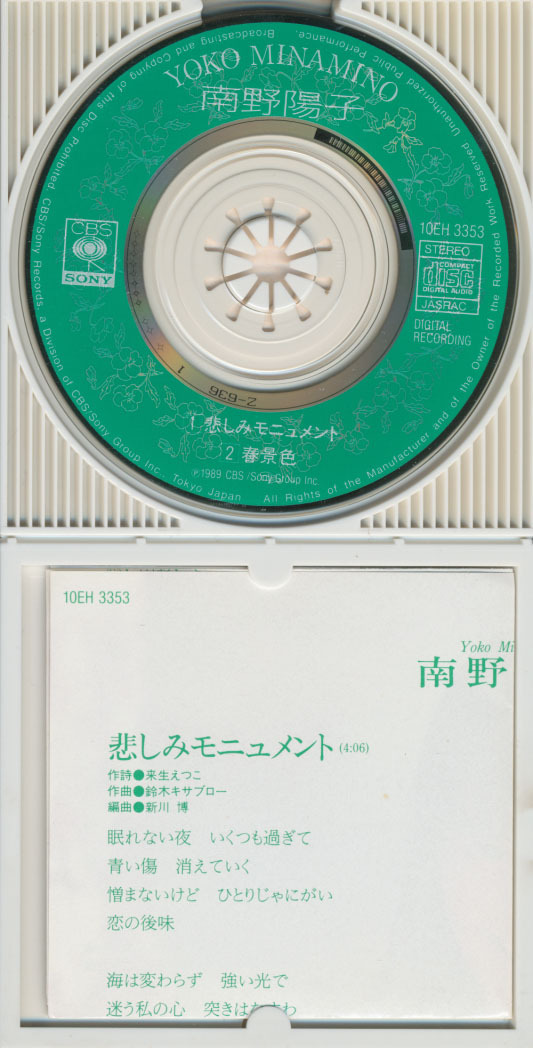 YOKO MINAMINO
南野陽子
10EH 3353
STEREO
COMPACT
disc
DIGITAL AUDIO
JASRAC
DIGITAL
RECORDING
CBS
SONY
2-636
1
1 悲しみモニュメント
2 春景色
℗1989 CBS/Sony Group Inc.
All Rights of the Manufacturer and of the Owner of the Recorded Work Reserved Unauthorized Public Performance. Broadcasting and Copying of this Disc Prohibited. CBS/Sony Records, a Division of CBS/Sony Group Inc., Tokyo Japan
10EH 3353
Yoko Mi
南野
悲しみモニュメント (4:06)
作詩●来生えつこ
作曲●鈴木キサブロー
編曲●新川 博
眠れない夜 いくつも過ぎて
青い傷 消えていく
憎まないけど ひとりじゃにがい
恋の後味
海は変わらず 強い光で
迷う私の心 突き